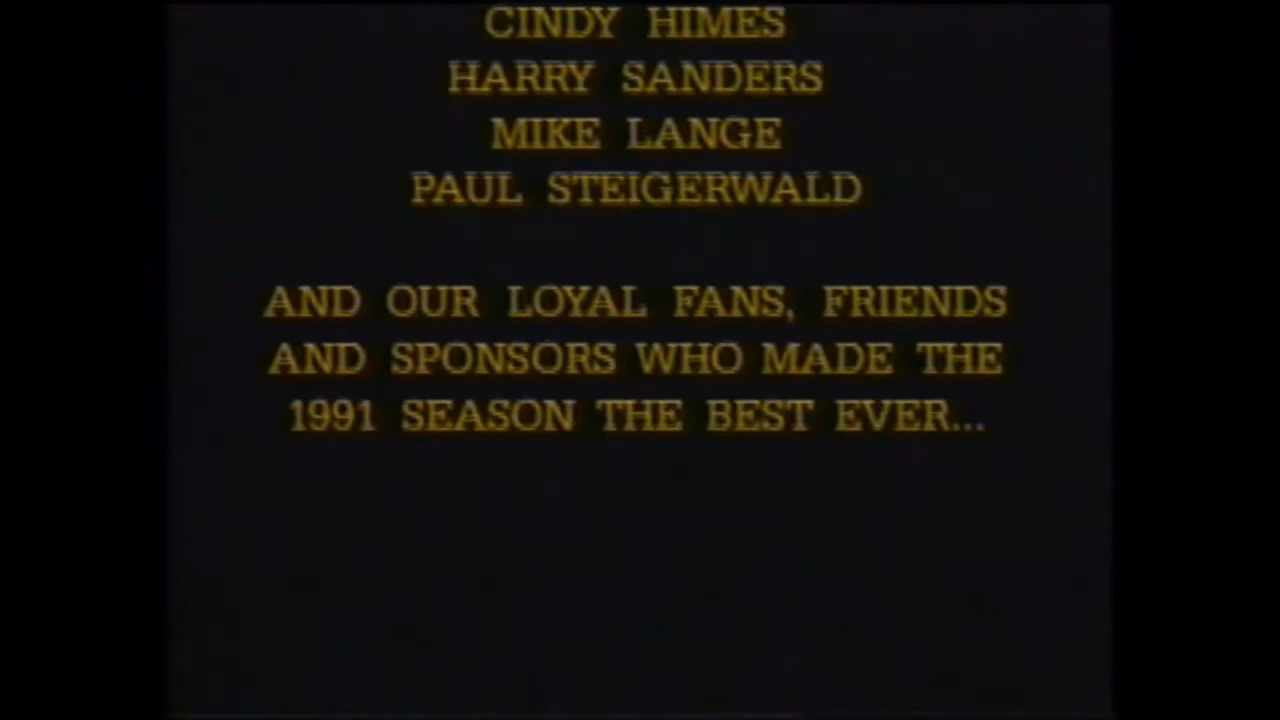 CINDY HIMES
HARRY SANDERS
MIKE LANGE
PAUL STEIGERWALD
AND OUR LOYAL FANS, FRIENDS
AND SPONSORS WHO MADE THE
1991 SEASON THE BEST EVER...